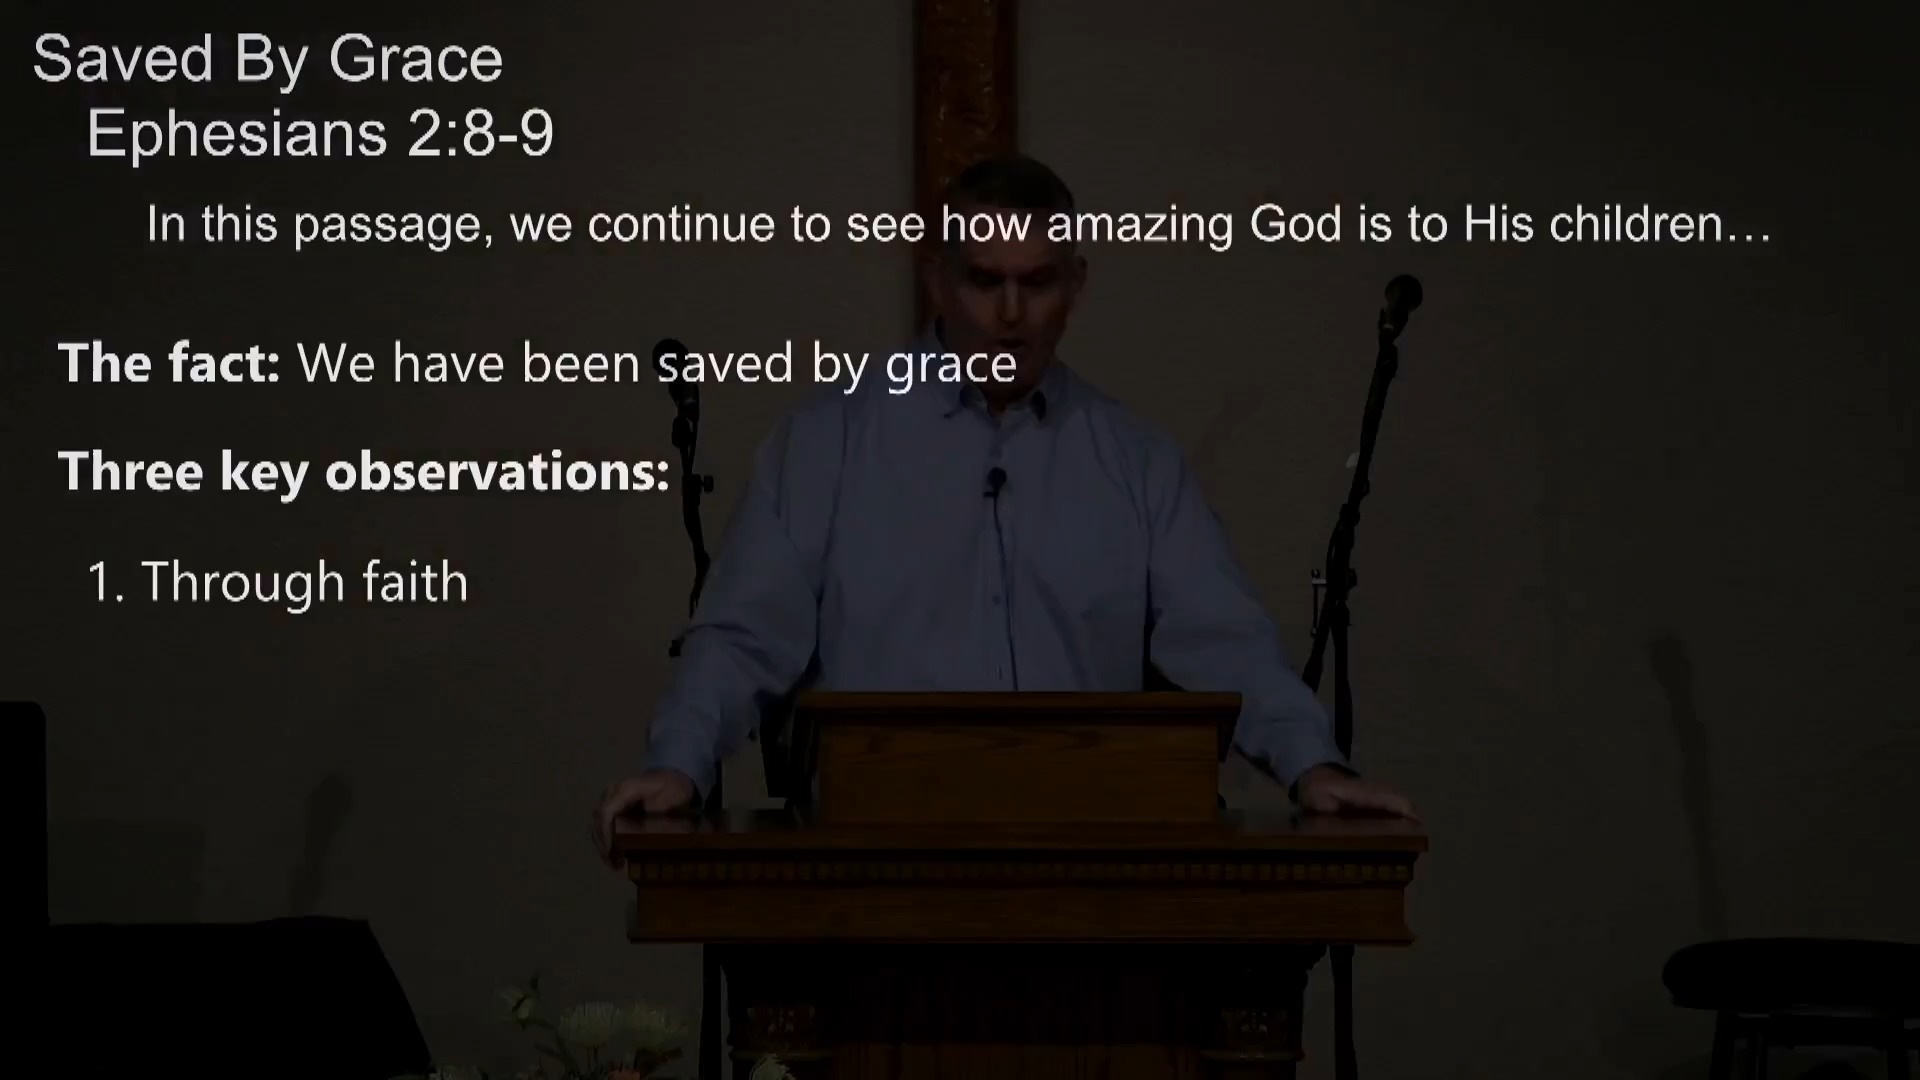 Saved By Grace
Ephesians 2:8-9
In this passage, we continue to see how amazing God is to His children…
The fact: We have been saved by grace
Three key observations:
1. Through faith